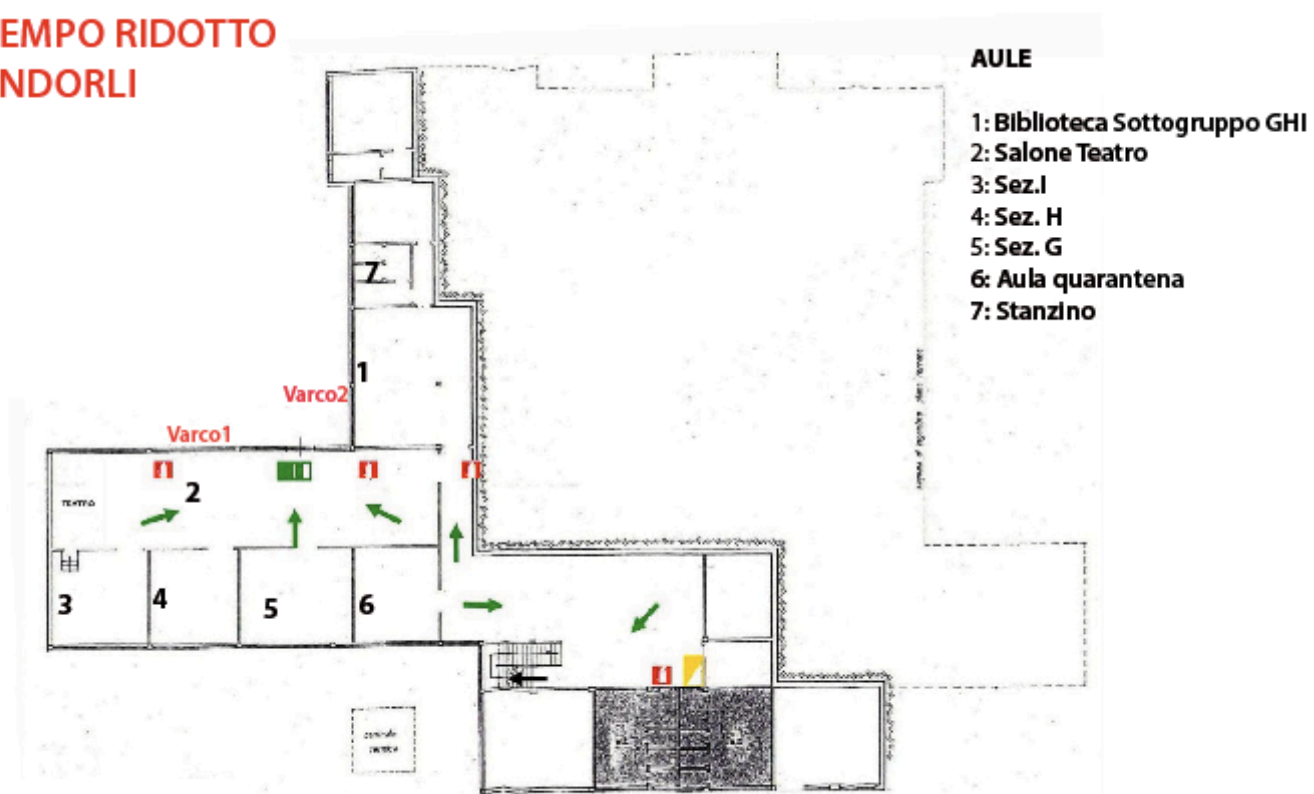 EMPO RIDOTTO
NDORLI
AULE
1: Biblioteca Sottogruppo GHI
2: Salone Teatro
3: Sez.I
4: Sez. H
5: Sez. G
6: Aula quarantena
7: Stanzino
7
1
Varco2
Varco1
2
TEATRO
3
4
5
6